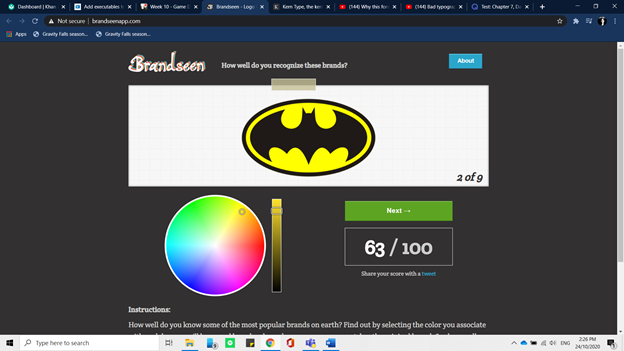 Dashboard | Khan
Add executables t
Week 10 - Game
Brandseen - Logo
Kern Type, the ker
(144) Why this fon
(144) Bad typogra
Test: Chapter 7, D
Not secure | brandseenapp.com
Apps Gravity Falls season... Gravity Falls season...
Brandseen How well do you recognize these brands? About
2 of 9
Next →
63 / 100
Share your score with a tweet
Instructions:
How well do you know some of the most popular brands on earth? Find out by selecting the color you associate
Type here to search
ENG
2:26 PM
24/10/2020